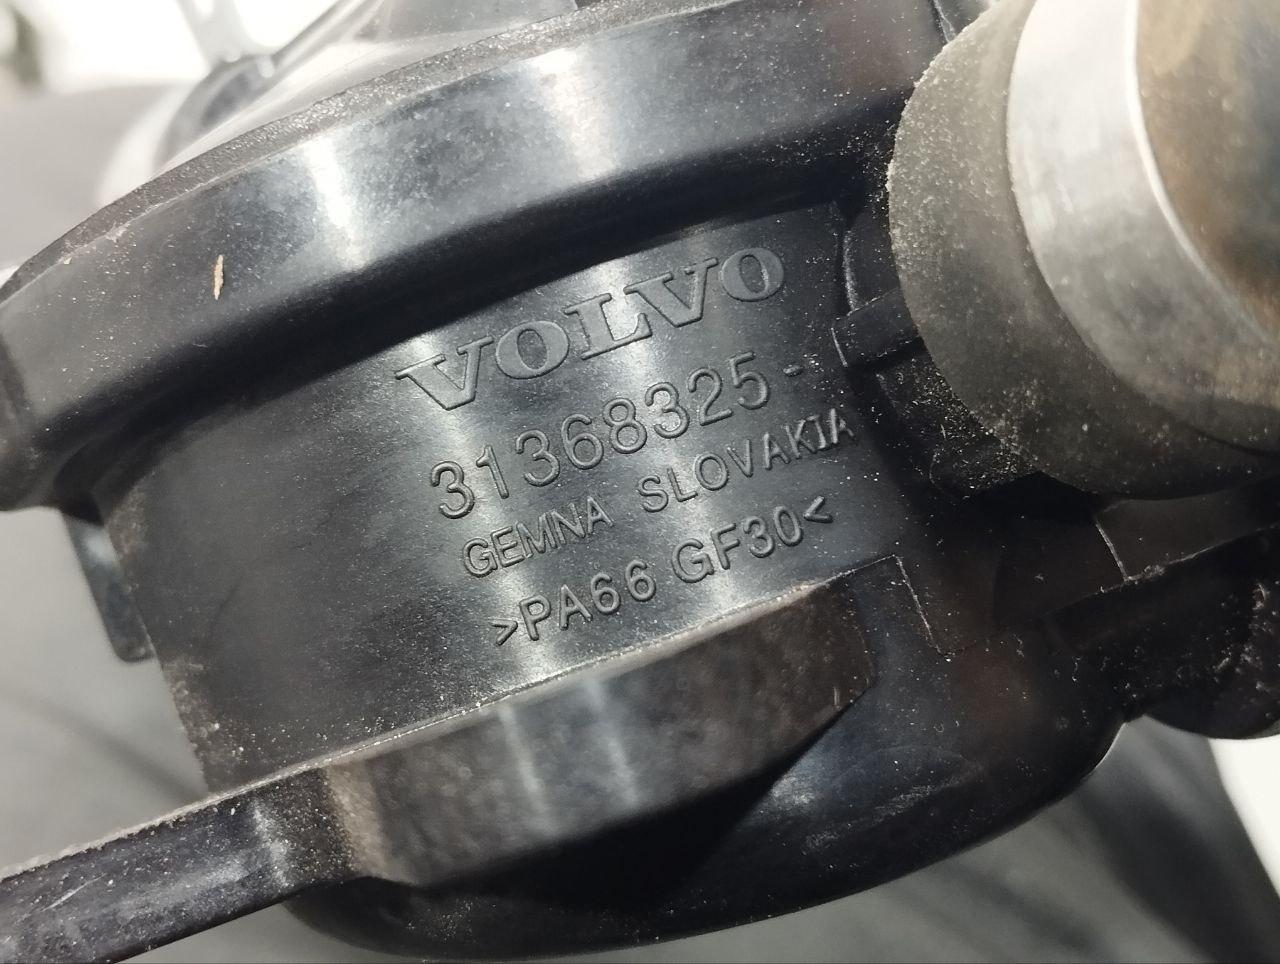 VOLVO
31368325-
GEMNA SLOVAKIA
>PA66 GF30<